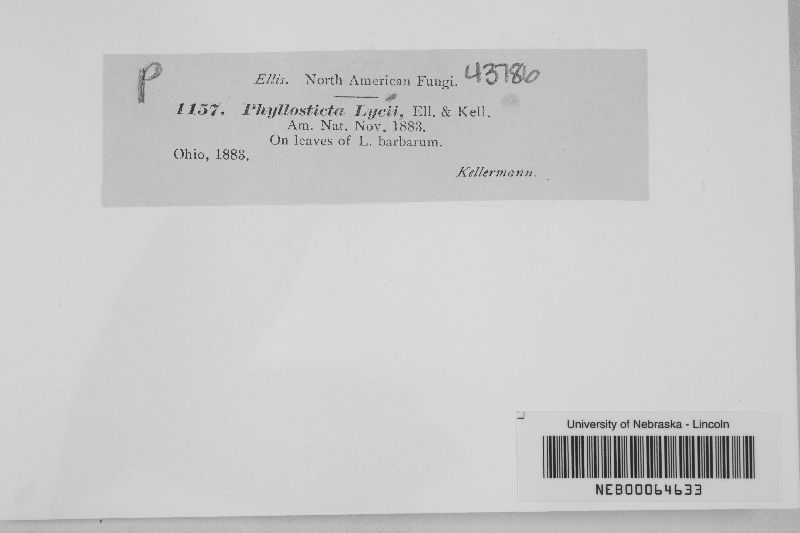 P
Ellis. North American Fungi. 43786
1157. Phyllosticta Lycii, Ell. & Kell.
Am. Nat. Nov. 1883.
On leaves of L. barbarum.
Ohio, 1883.
Kellermann.
University of Nebraska - Lincoln
NEB00064633